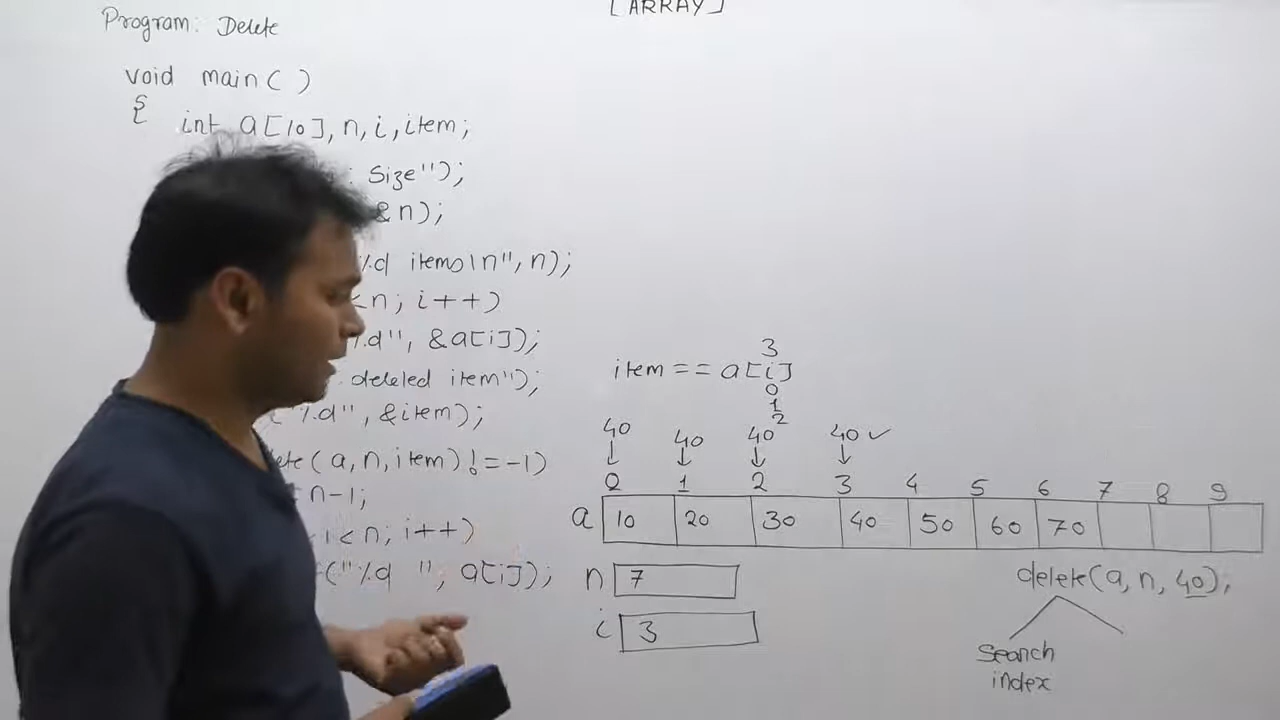 [ARRAY]
Program: Delete
void main( )
{ int a[10], n, i, item;
: Size");
&n);
%d items\n", n);
<n; i++)
%d", &a[i]);
deleted item");
("%d", &item);
ete(a, n, item) != -1)
n-1;
i<n; i++)
("%d ", a[i]);
3
item == a[i]
0
1
2
40 40 40 40 ✓
↓ ↓ ↓ ↓
0 1 2 3 4 5 6 7 8 9
a 10 20 30 40 50 60 70
n 7
i 3
delete(a, n, 40);
Search
index